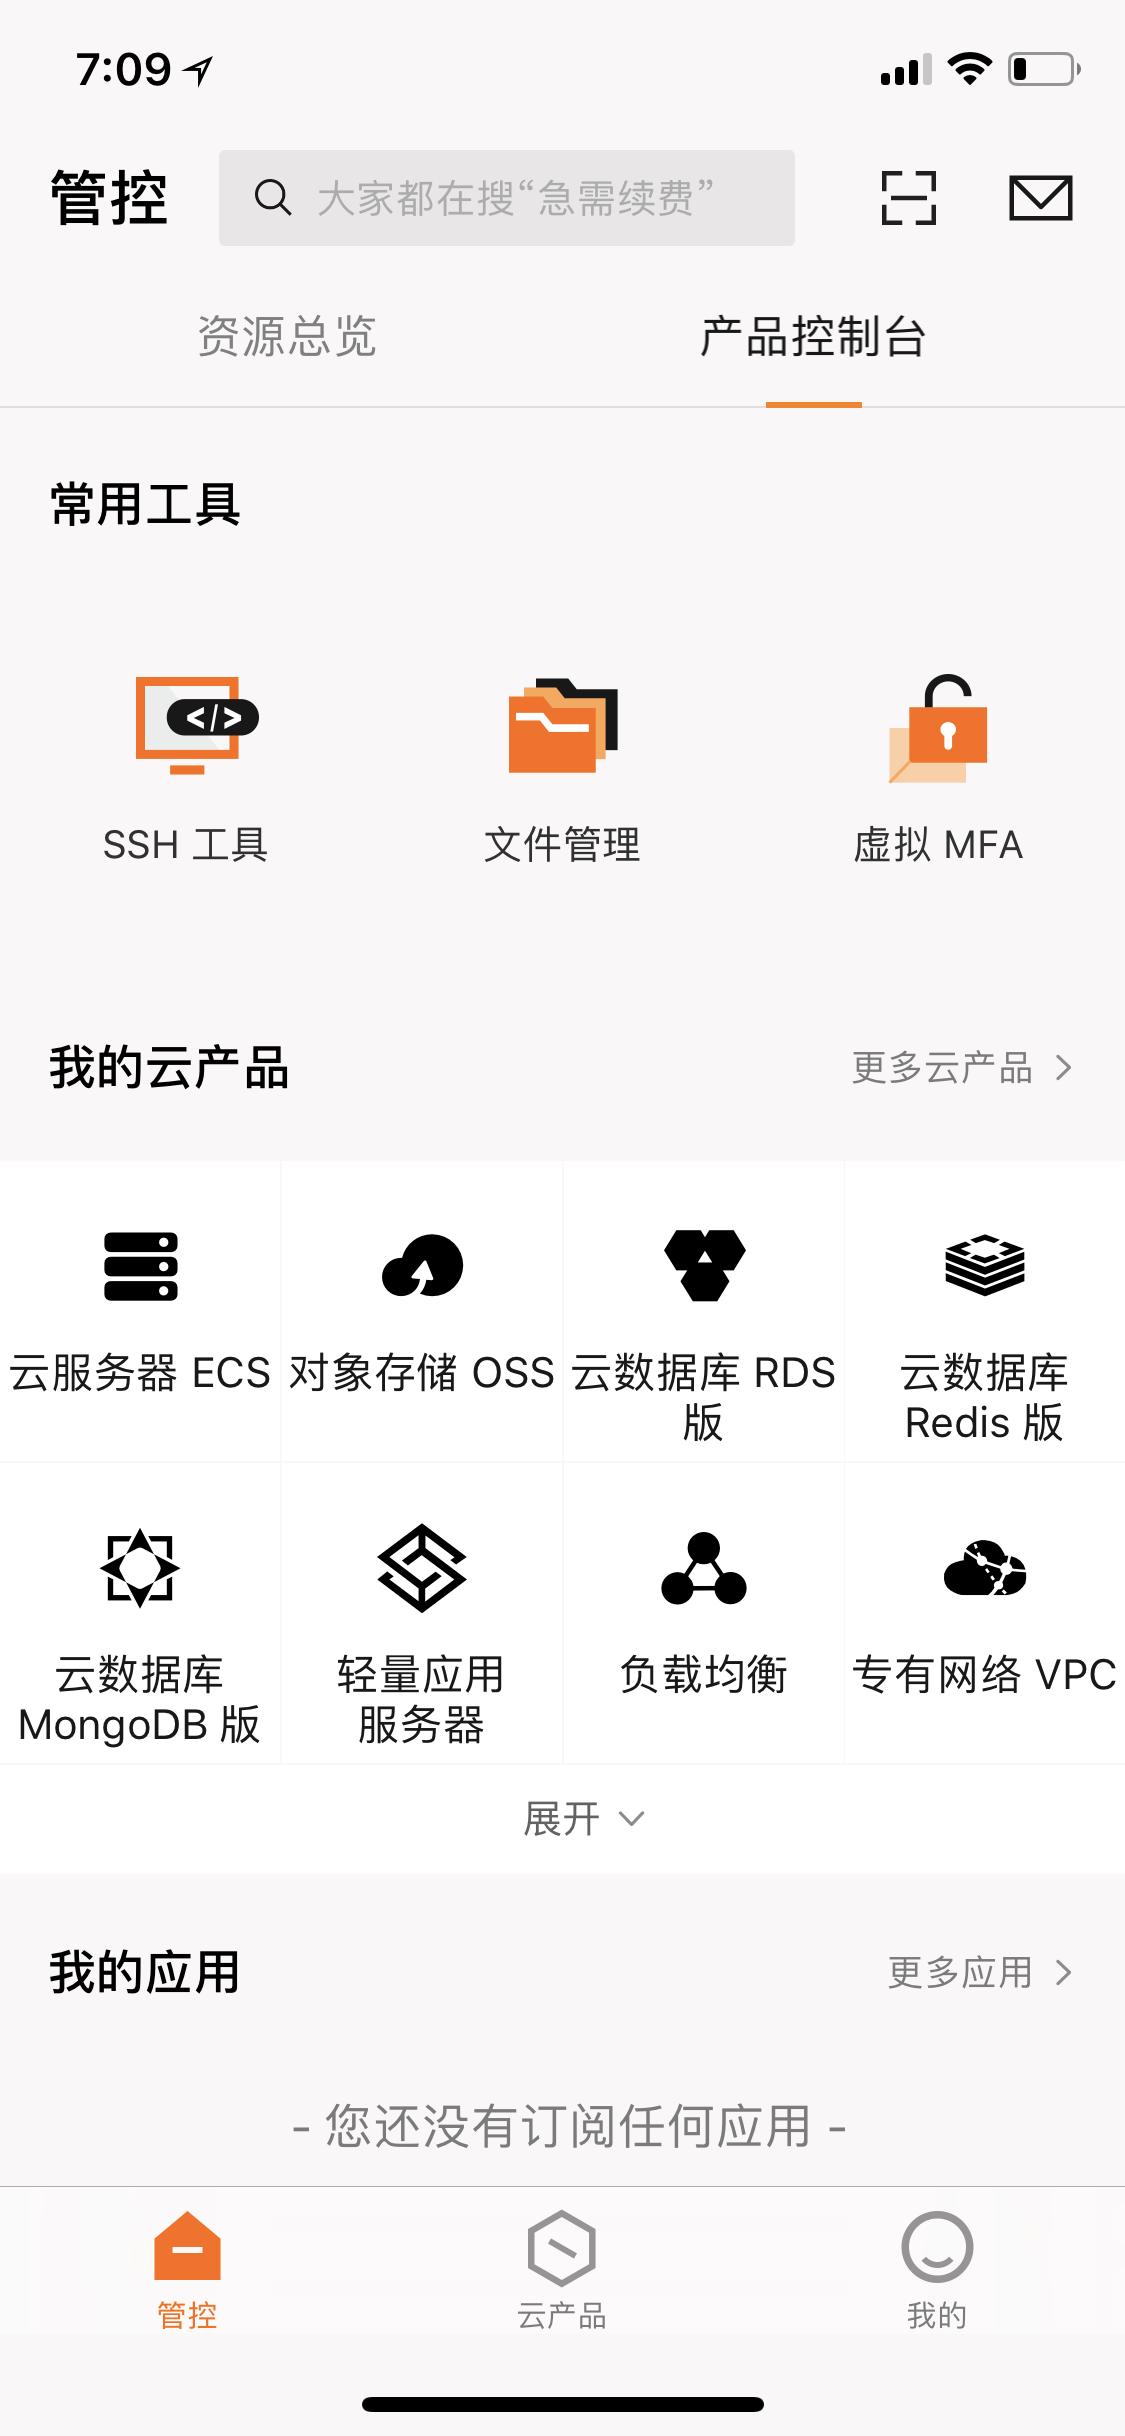 7:09
管控
大家都在搜“急需续费”
资源总览
产品控制台
常用工具
</>
SSH 工具
文件管理
虚拟 MFA
我的云产品
更多云产品
云服务器 ECS
对象存储 OSS
云数据库 RDS
版
云数据库
Redis 版
云数据库
MongoDB 版
轻量应用
服务器
负载均衡
专有网络 VPC
展开
我的应用
更多应用
- 您还没有订阅任何应用 -
管控
云产品
我的